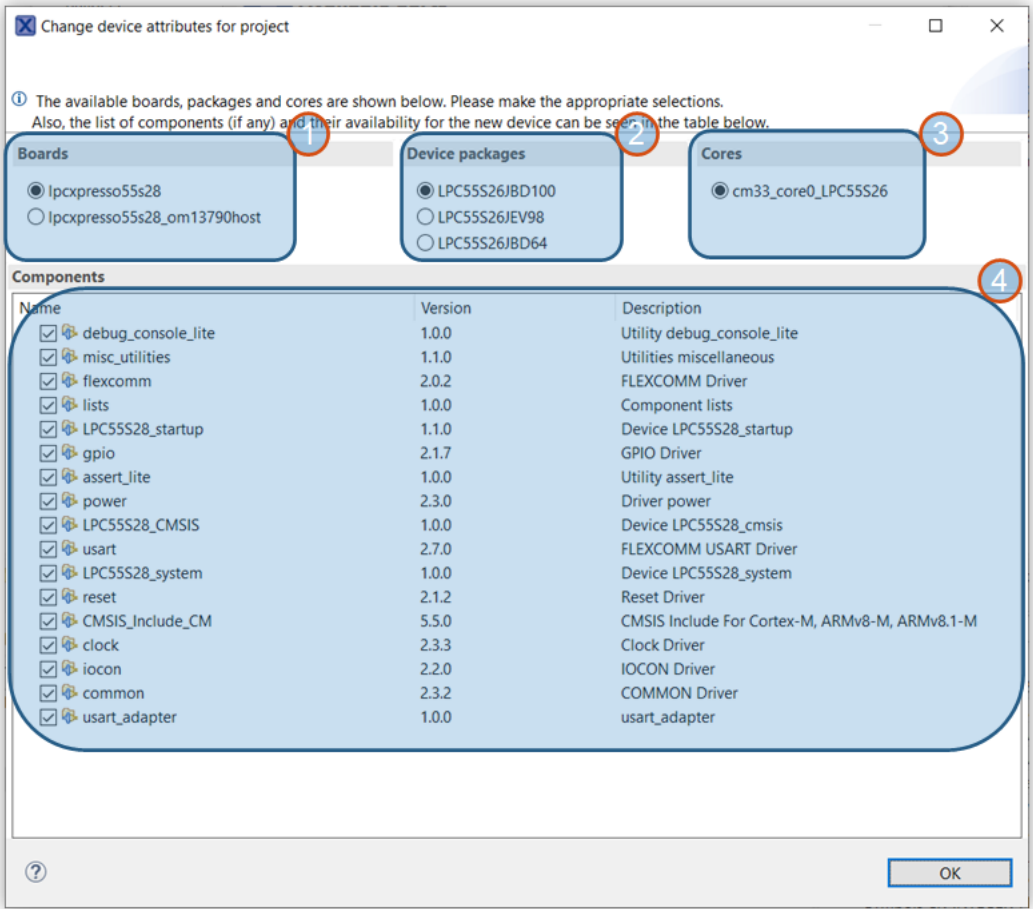 Change device attributes for project
The available boards, packages and cores are shown below. Please make the appropriate selections.
Also, the list of components (if any) and their availability for the new device can be seen in the table below.
1
2
3
Boards
Device packages
Cores
lpcxpresso55s28
LPC55S26JBD100
cm33_core0_LPC55S26
lpcxpresso55s28_om13790host
LPC55S26JEV98
LPC55S26JBD64
Components
4
Name Version Description
debug_console_lite 1.0.0 Utility debug_console_lite
misc_utilities 1.1.0 Utilities miscellaneous
flexcomm 2.0.2 FLEXCOMM Driver
lists 1.0.0 Component lists
LPC55S28_startup 1.1.0 Device LPC55S28_startup
gpio 2.1.7 GPIO Driver
assert_lite 1.0.0 Utility assert_lite
power 2.3.0 Driver power
LPC55S28_CMSIS 1.0.0 Device LPC55S28_cmsis
usart 2.7.0 FLEXCOMM USART Driver
LPC55S28_system 1.0.0 Device LPC55S28_system
reset 2.1.2 Reset Driver
CMSIS_Include_CM 5.5.0 CMSIS Include For Cortex-M, ARMv8-M, ARMv8.1-M
clock 2.3.3 Clock Driver
iocon 2.2.0 IOCON Driver
common 2.3.2 COMMON Driver
usart_adapter 1.0.0 usart_adapter
OK